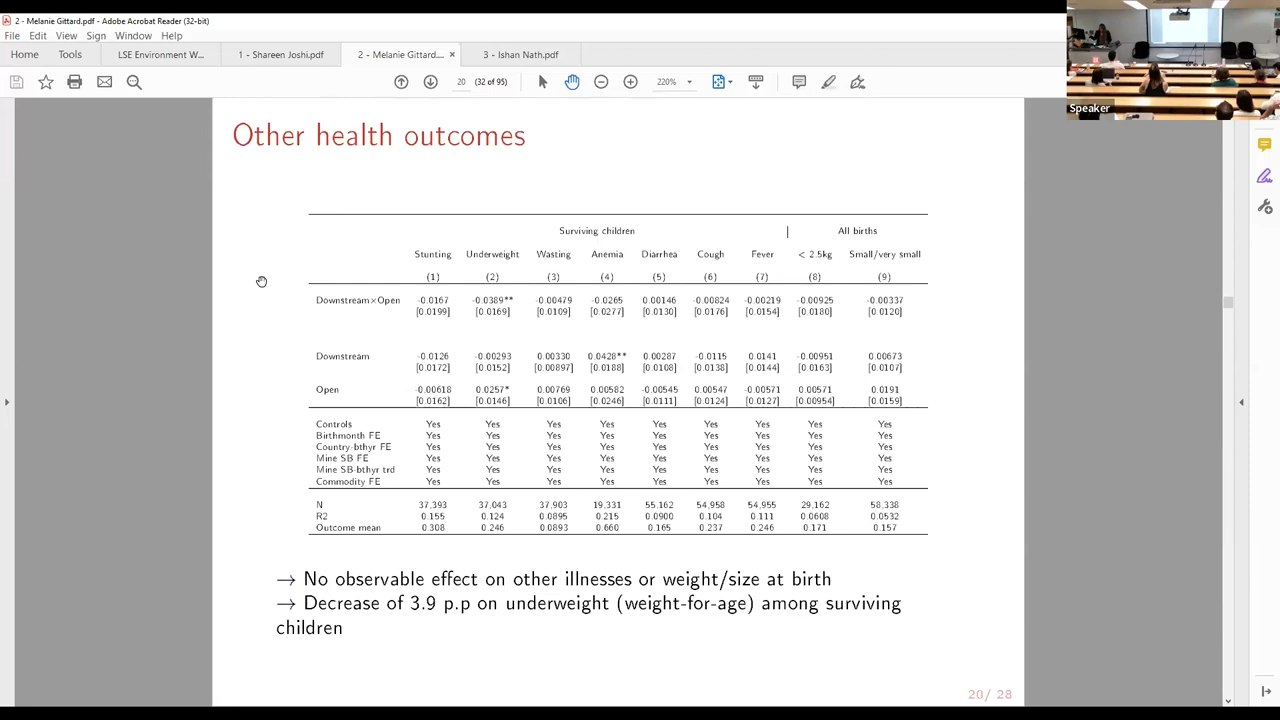 2 - Melanie Gittard.pdf - Adobe Acrobat Reader (32-bit)
File Edit View Sign Window Help
Home Tools LSE Environment W... 1 - Shareen Joshi.pdf 2 - Melanie Gittard.... × 3 - Ishan Nath.pdf
20 (32 of 95) 220%
Speaker
Other health outcomes
Surviving children | All births
Stunting Underweight Wasting Anemia Diarrhea Cough Fever < 2.5kg Small/very small
(1) (2) (3) (4) (5) (6) (7) (8) (9)
Downstream×Open -0.0167 -0.0389** -0.00479 -0.0265 0.00146 -0.00824 -0.00219 -0.00925 -0.00337
[0.0199] [0.0169] [0.0109] [0.0277] [0.0130] [0.0176] [0.0154] [0.0180] [0.0120]
Downstream -0.0126 -0.00293 0.00330 0.0428** 0.00287 -0.0115 0.0141 -0.00951 0.00673
[0.0172] [0.0152] [0.00897] [0.0188] [0.0108] [0.0138] [0.0144] [0.0163] [0.0107]
Open -0.00618 0.0257* 0.00769 0.00582 -0.00545 0.00547 -0.00571 0.00571 0.0191
[0.0162] [0.0146] [0.0106] [0.0246] [0.0111] [0.0124] [0.0127] [0.00954] [0.0159]
Controls Yes Yes Yes Yes Yes Yes Yes Yes Yes
Birthmonth FE Yes Yes Yes Yes Yes Yes Yes Yes Yes
Country-bthyr FE Yes Yes Yes Yes Yes Yes Yes Yes Yes
Mine SB FE Yes Yes Yes Yes Yes Yes Yes Yes Yes
Mine SB-bthyr trd Yes Yes Yes Yes Yes Yes Yes Yes Yes
Commodity FE Yes Yes Yes Yes Yes Yes Yes Yes Yes
N 37,393 37,043 37,903 19,331 55,162 54,958 54,955 29,162 58,338
R2 0.155 0.124 0.0895 0.215 0.0900 0.104 0.111 0.0608 0.0532
Outcome mean 0.308 0.246 0.0893 0.660 0.165 0.237 0.246 0.171 0.157
→ No observable effect on other illnesses or weight/size at birth
→ Decrease of 3.9 p.p on underweight (weight-for-age) among surviving
children
20/ 28